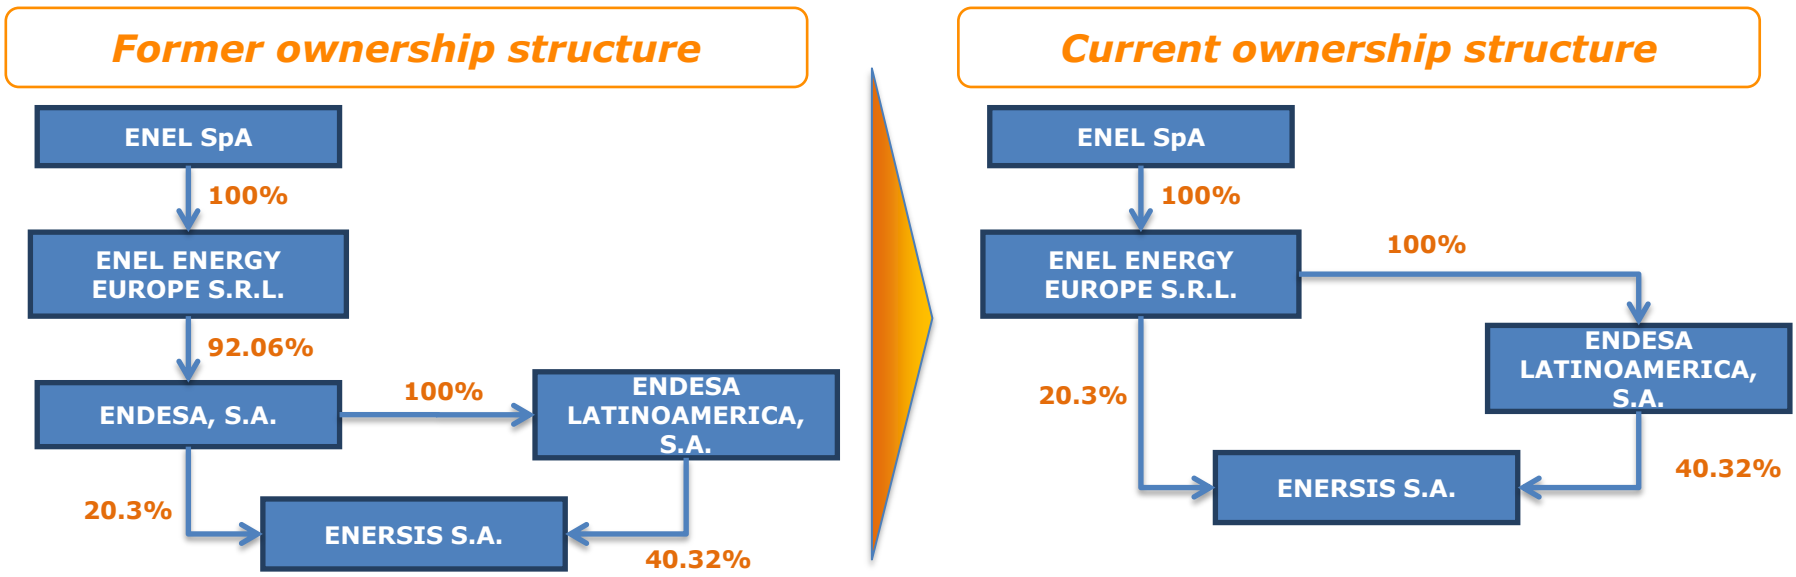 Former ownership structure
ENEL SpA
100%
ENEL ENERGY
EUROPE S.R.L.
92.06%
ENDESA, S.A.
100%
ENDESA
LATINOAMERICA,
S.A.
20.3%
ENERSIS S.A.
40.32%
Current ownership structure
ENEL SpA
100%
ENEL ENERGY
EUROPE S.R.L.
100%
ENDESA
LATINOAMERICA,
S.A.
20.3%
ENERSIS S.A.
40.32%